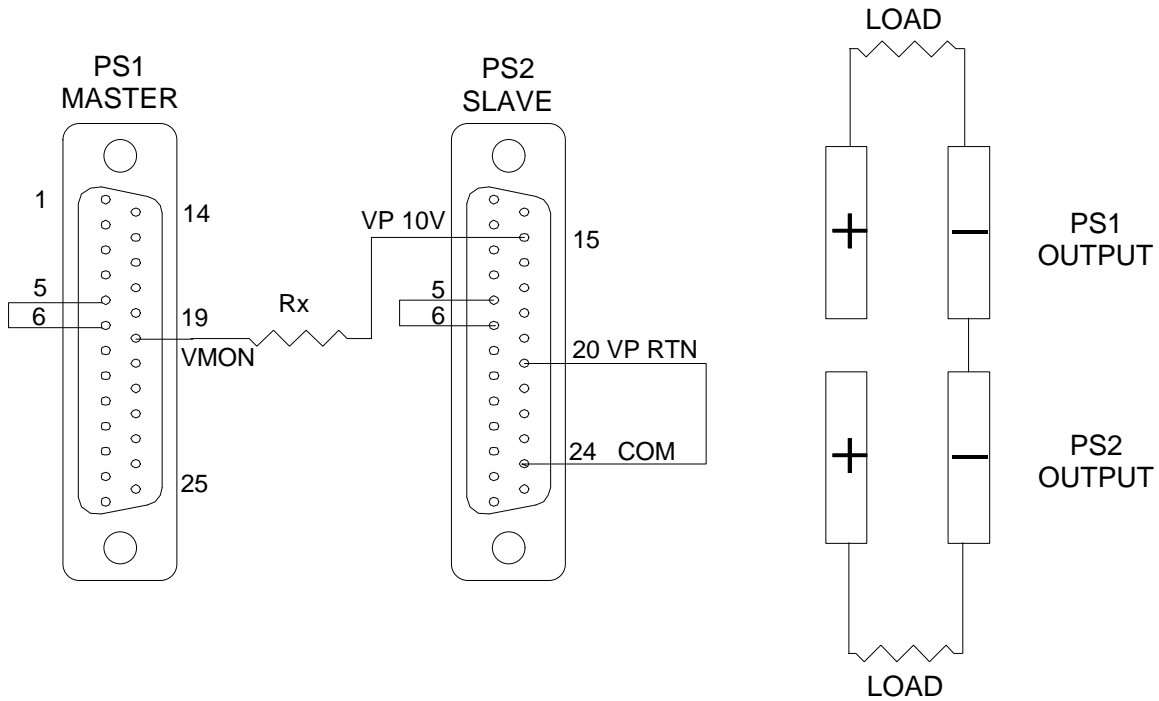 LOAD
PS1
MASTER
PS2
SLAVE
1
14
VP 10V
15
5
6
19
VMON
Rx
5
6
20 VP RTN
24 COM
25
+
−
PS1
OUTPUT
+
−
PS2
OUTPUT
LOAD